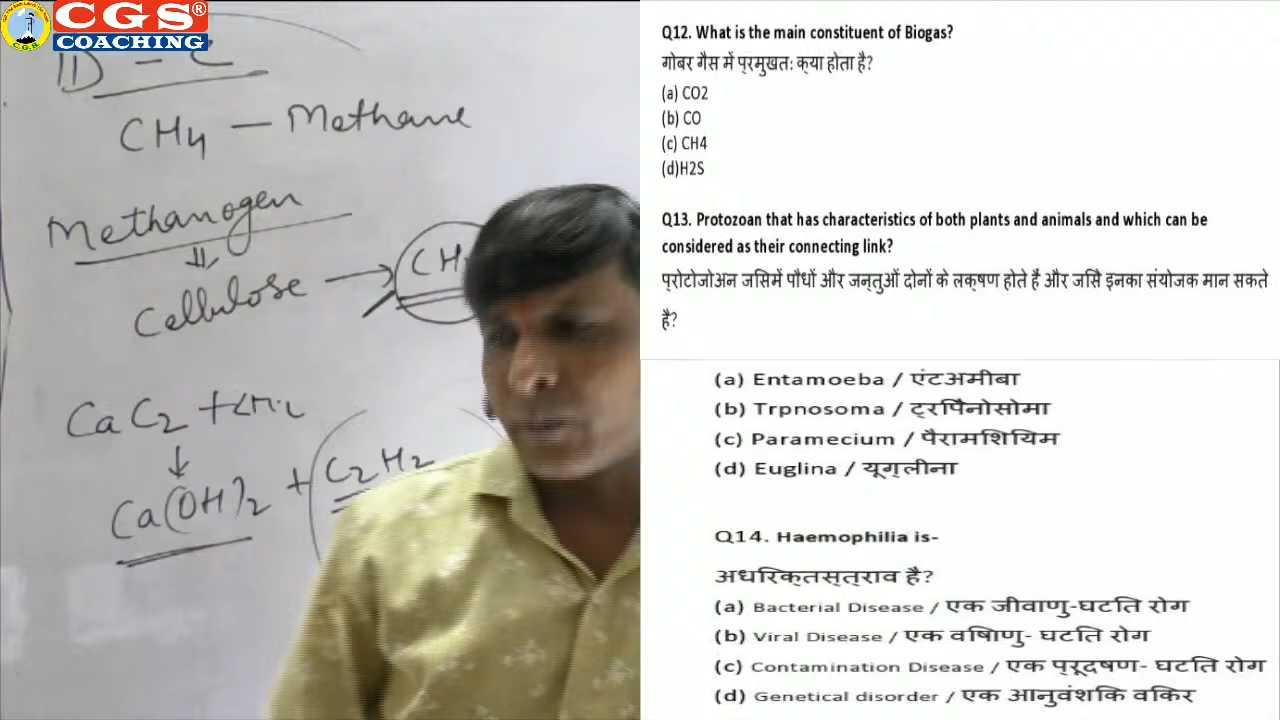 CGS®
COACHING
C.G.S
11) - C
CH4 — Methane
Methanogen
Cellulose → CH
CaC2 +
Ca(OH)2 + C2H2
Q12. What is the main constituent of Biogas?
गोबर गैस में प्रमुखत: क्या होता है?
(a) CO2
(b) CO
(c) CH4
(d)H2S
Q13. Protozoan that has characteristics of both plants and animals and which can be
considered as their connecting link?
प्रोटोजोअन जसिमें पौधों और जन्तुओं दोनों के लक्षण होते हैं और जसिे इनका संयोजक मान सकते
है?
(a) Entamoeba / एंटअमीबा
(b) Trpnosoma / ट्रपिैनोसोमा
(c) Paramecium / पैरामशियिम
(d) Euglina / यूग्लीना
Q14. Haemophilia is-
अधरिक्तस्त्राव है?
(a) Bacterial Disease / एक जीवाणु-घटति रोग
(b) Viral Disease / एक वषिाणु- घटति रोग
(c) Contamination Disease / एक प्रूदषण- घटति रोग
(d) Genetical disorder / एक आनुवंशकि वकिर